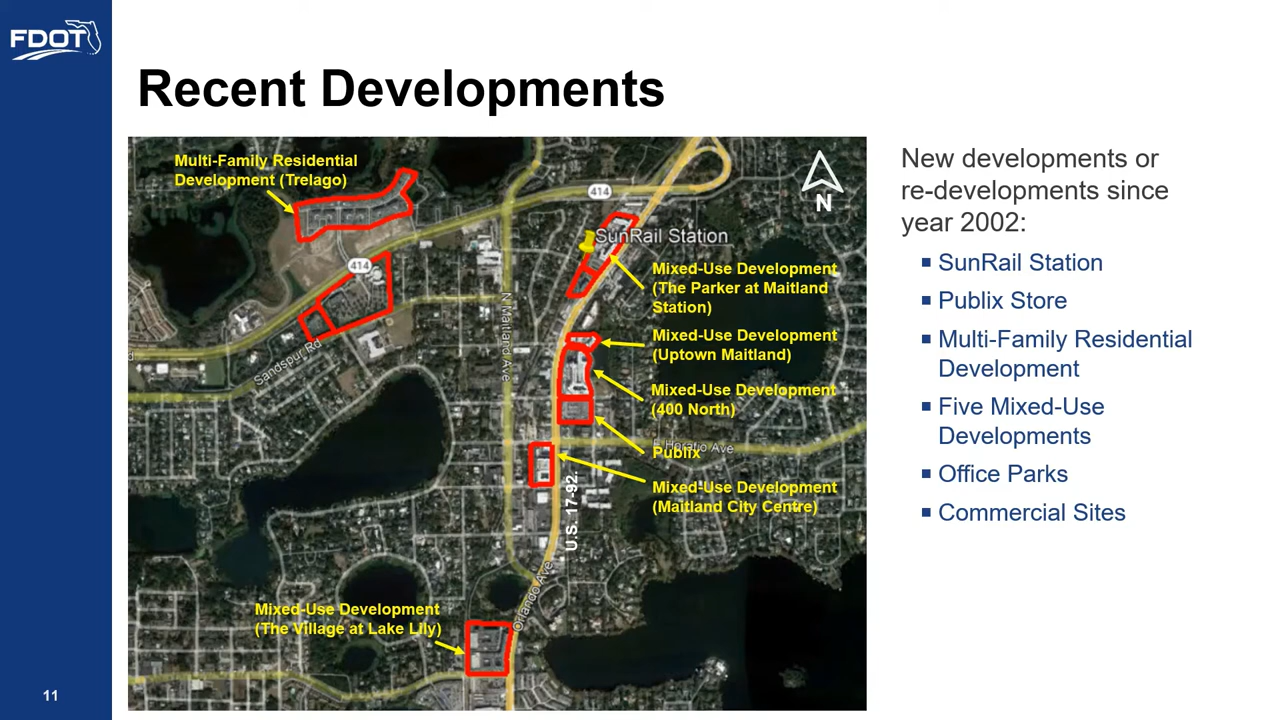 FDOT
Recent Developments
Multi-Family Residential
Development (Trelago)
414
N
SunRail Station
Mixed-Use Development
(The Parker at Maitland
Station)
414
N Maitland Ave
Mixed-Use Development
(Uptown Maitland)
Sandspur Rd
Mixed-Use Development
(400 North)
E Horatio Ave
Publix
Mixed-Use Development
(Maitland City Centre)
U.S. 17-92.
Orlando Ave
Mixed-Use Development
(The Village at Lake Lily)
New developments or
re-developments since
year 2002:
▪ SunRail Station
▪ Publix Store
▪ Multi-Family Residential
Development
▪ Five Mixed-Use
Developments
▪ Office Parks
▪ Commercial Sites
11